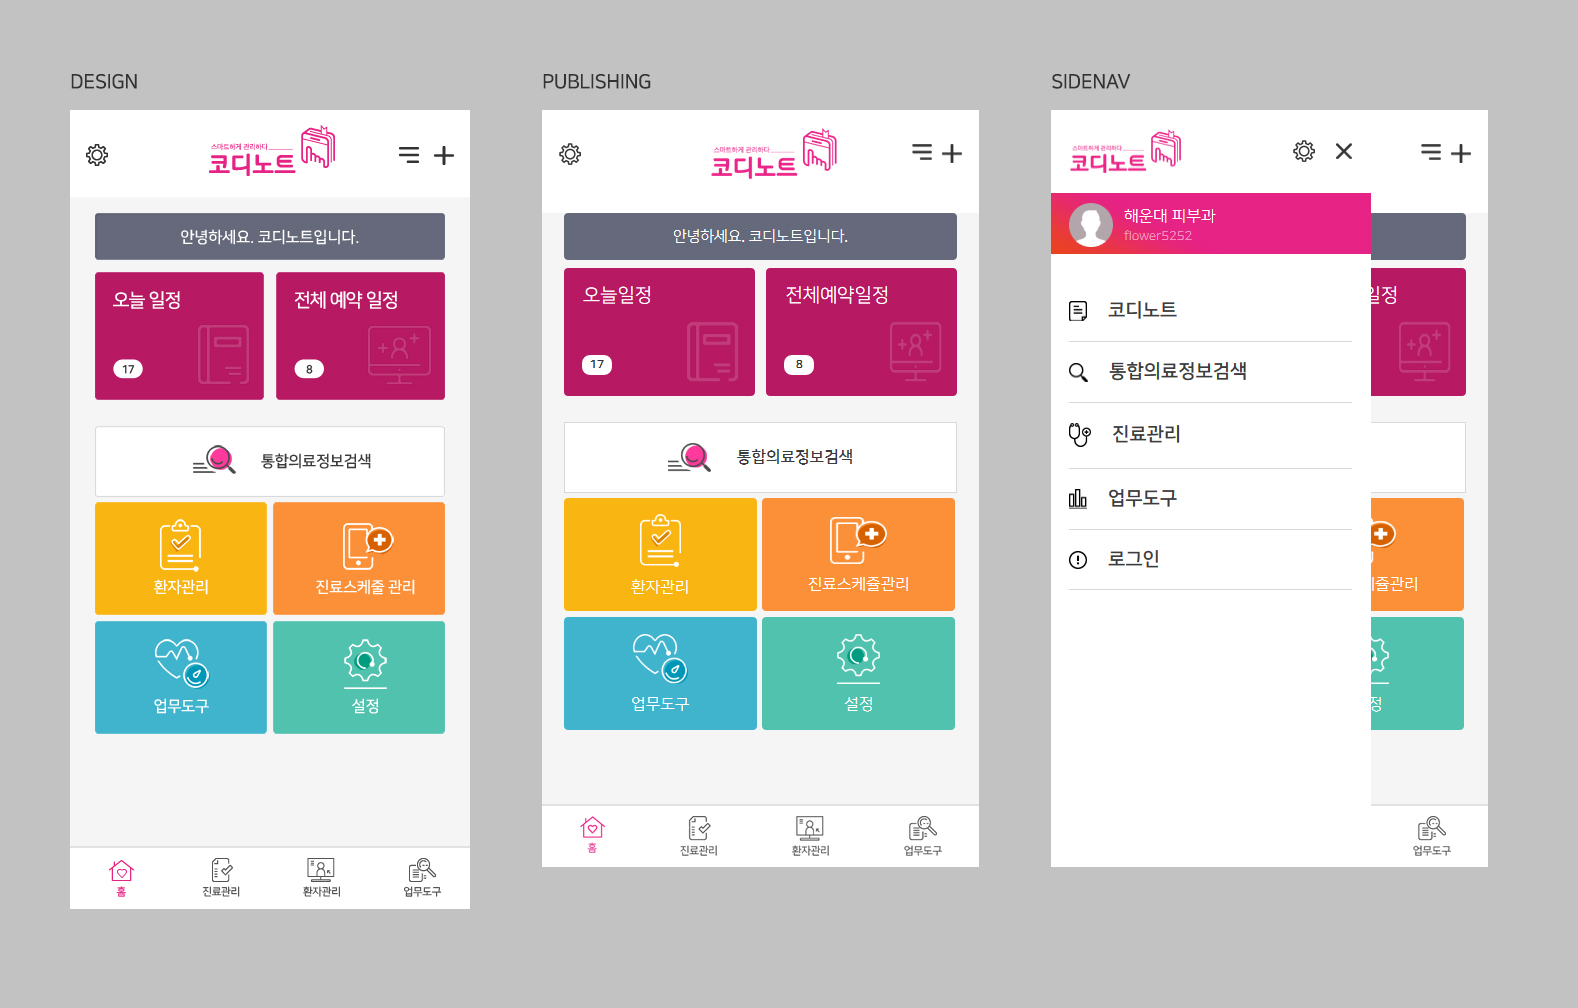 DESIGN
스마트하게 관리하다
코디노트
안녕하세요. 코디노트입니다.
오늘 일정
17
전체 예약 일정
8
통합의료정보검색
환자관리
진료스케줄 관리
업무도구
설정
홈
진료관리
환자관리
업무도구
PUBLISHING
스마트하게 관리하다
코디노트
안녕하세요. 코디노트입니다.
오늘일정
17
전체예약일정
8
통합의료정보검색
환자관리
진료스케쥴관리
업무도구
설정
홈
진료관리
환자관리
업무도구
SIDENAV
스마트하게 관리하다
코디노트
해운대 피부과
flower5252
코디노트
통합의료정보검색
진료관리
업무도구
로그인
일정
쥴관리
정
업무도구